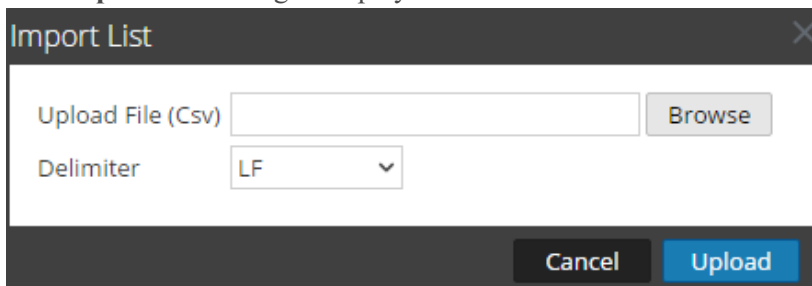 Import List
Upload File (Csv) Browse
Delimiter LF
Cancel Upload